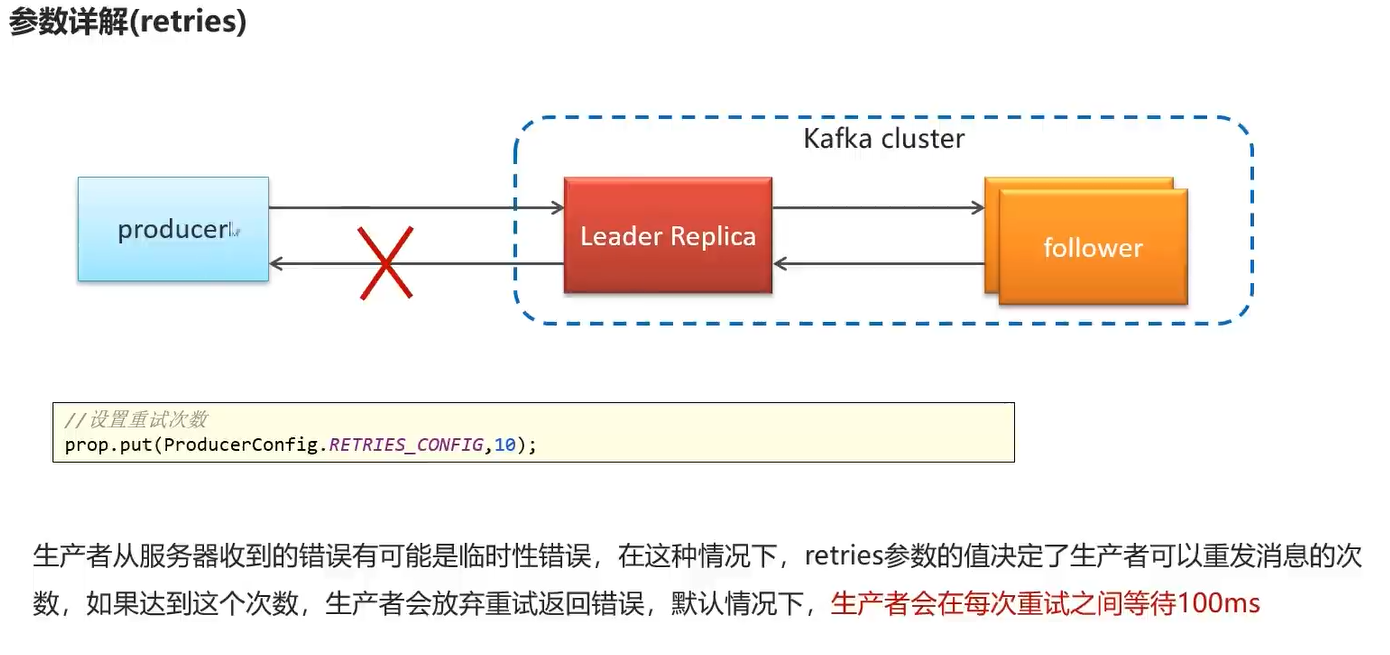 参数详解(retries)
Kafka cluster
producer
Leader Replica
follower
//设置重试次数
prop.put(ProducerConfig.RETRIES_CONFIG,10);
生产者从服务器收到的错误有可能是临时性错误，在这种情况下，retries参数的值决定了生产者可以重发消息的次
数，如果达到这个次数，生产者会放弃重试返回错误，默认情况下，生产者会在每次重试之间等待100ms